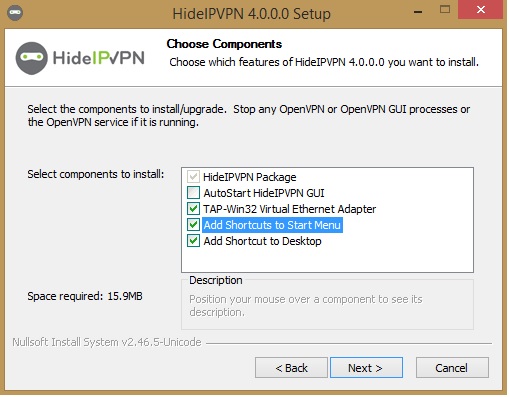 HideIPVPN 4.0.0.0 Setup
HideIPVPN
Choose Components
Choose which features of HideIPVPN 4.0.0.0 you want to install.
Select the components to install/upgrade. Stop any OpenVPN or OpenVPN GUI processes or
the OpenVPN service if it is running.
Select components to install:
HideIPVPN Package
AutoStart HideIPVPN GUI
TAP-Win32 Virtual Ethernet Adapter
Add Shortcuts to Start Menu
Add Shortcut to Desktop
Space required: 15.9MB
Description
Position your mouse over a component to see its
description.
Nullsoft Install System v2.46.5-Unicode
< Back
Next >
Cancel